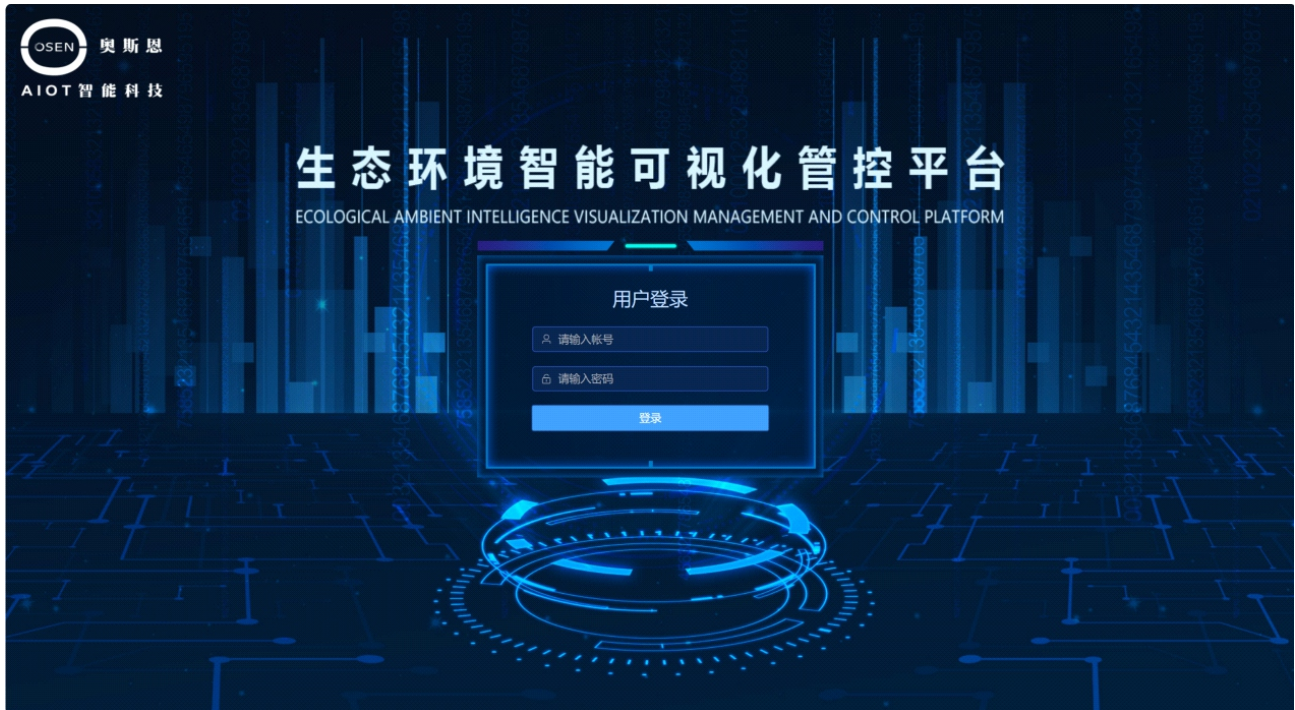 OSEN 奥斯恩
AIOT智能科技
生态环境智能可视化管控平台
ECOLOGICAL AMBIENT INTELLIGENCE VISUALIZATION MANAGEMENT AND CONTROL PLATFORM
用户登录
请输入帐号
请输入密码
登录